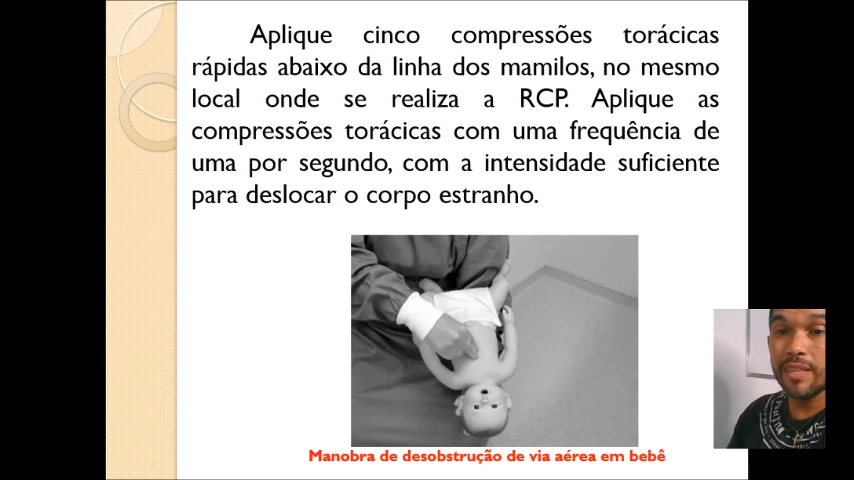 Aplique cinco compressões torácicas
rápidas abaixo da linha dos mamilos, no mesmo
local onde se realiza a RCP. Aplique as
compressões torácicas com uma frequência de
uma por segundo, com a intensidade suficiente
para deslocar o corpo estranho.
Manobra de desobstrução de via aérea em bebê